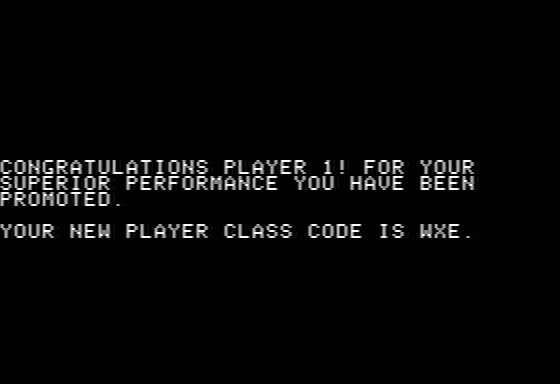 CONGRATULATIONS PLAYER 1! FOR YOUR
SUPERIOR PERFORMANCE YOU HAVE BEEN
PROMOTED.
YOUR NEW PLAYER CLASS CODE IS WXE.